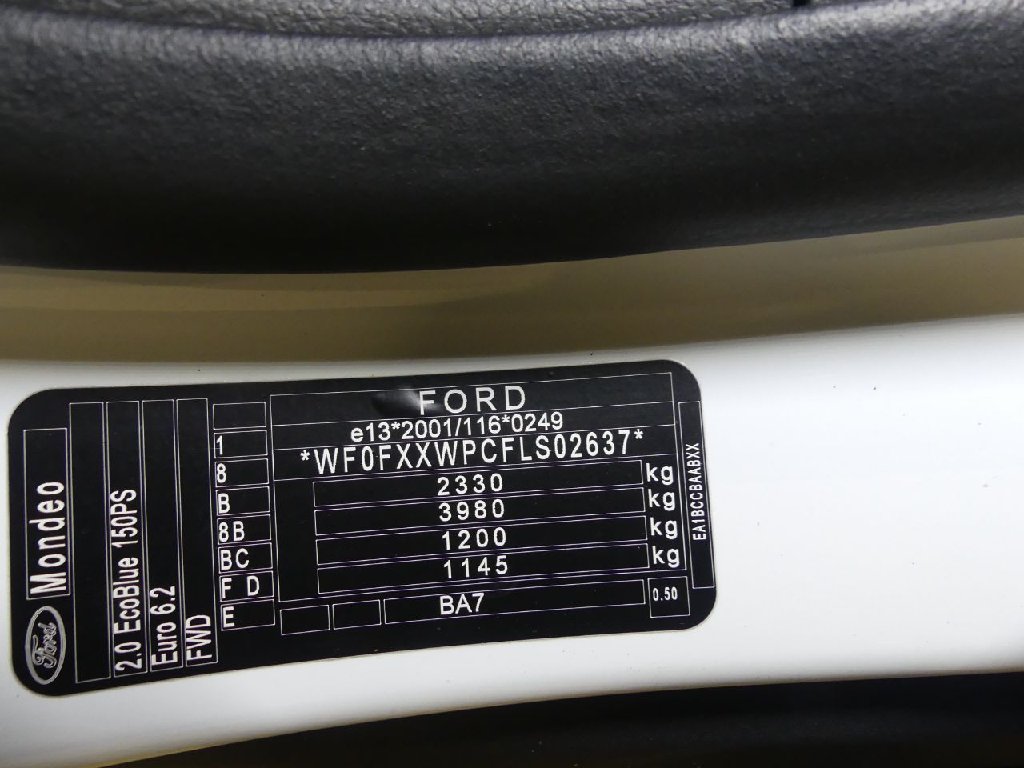 FORD
e13*2001/116*0249
*WF0FXXWPCFLS02637*
2330 kg
3980 kg
1200 kg
1145 kg
BA7
0.50
1
8
B
8B
BC
F D
E
Ford
Mondeo
2.0 EcoBlue 150PS
Euro 6.2
FWD
EA1BCCBAABXX